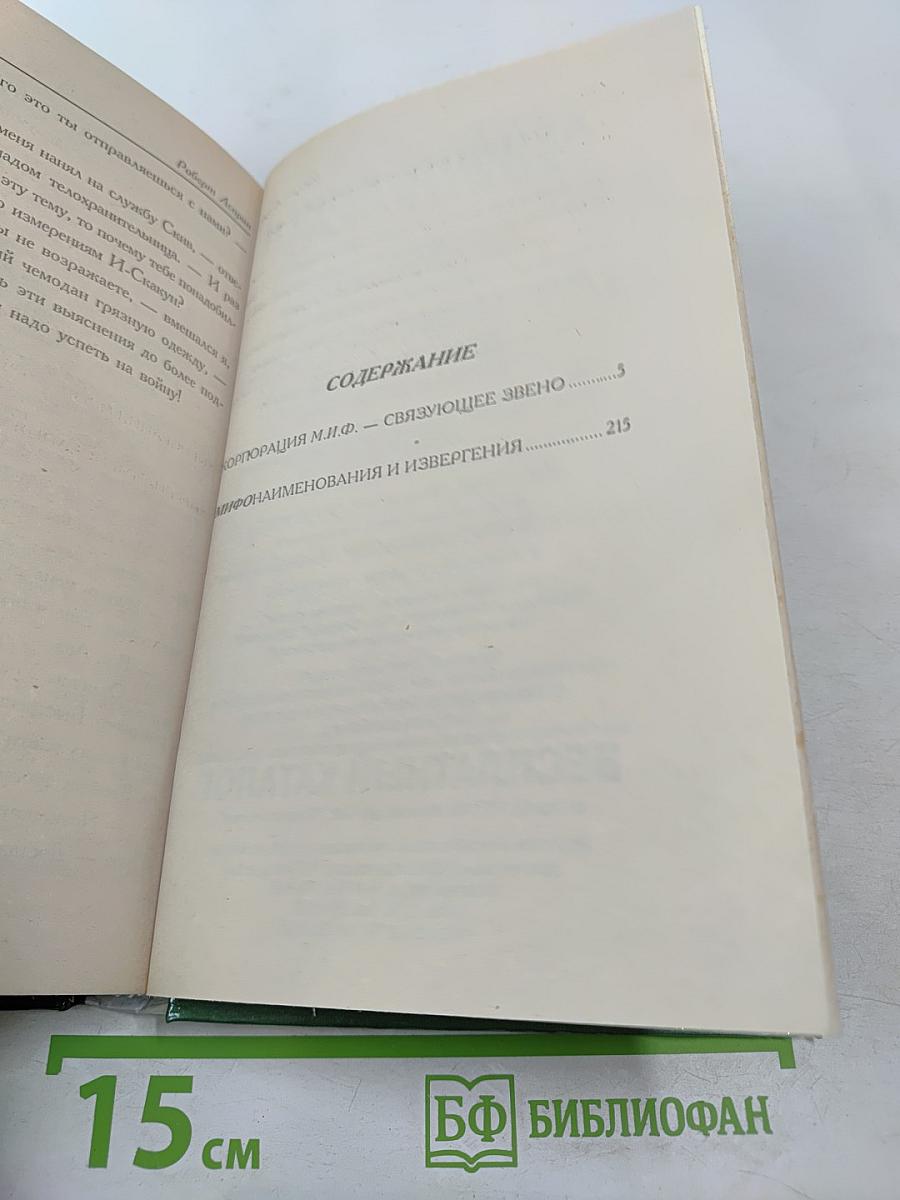 Роберт Асприн
го это ты отправляешься с нами? —
меня нанял на службу Скив, — отве-
телохранительница. — И раз
эту тему, то почему тебе понадобил-
измерениям И-Скакун?
ы не возражаете, — вмешался я,
й чемодан грязную одежду, —
ь эти выяснения до более под-
надо успеть на войну!
СОДЕРЖАНИЕ
КОРПОРАЦИЯ М.И.Ф. — СВЯЗУЮЩЕЕ ЗВЕНО ...........5
МИФОНАИМЕНОВАНИЯ И ИЗВЕРГЕНИЯ ................. 215
15 см
БФ БИБЛИОФАН